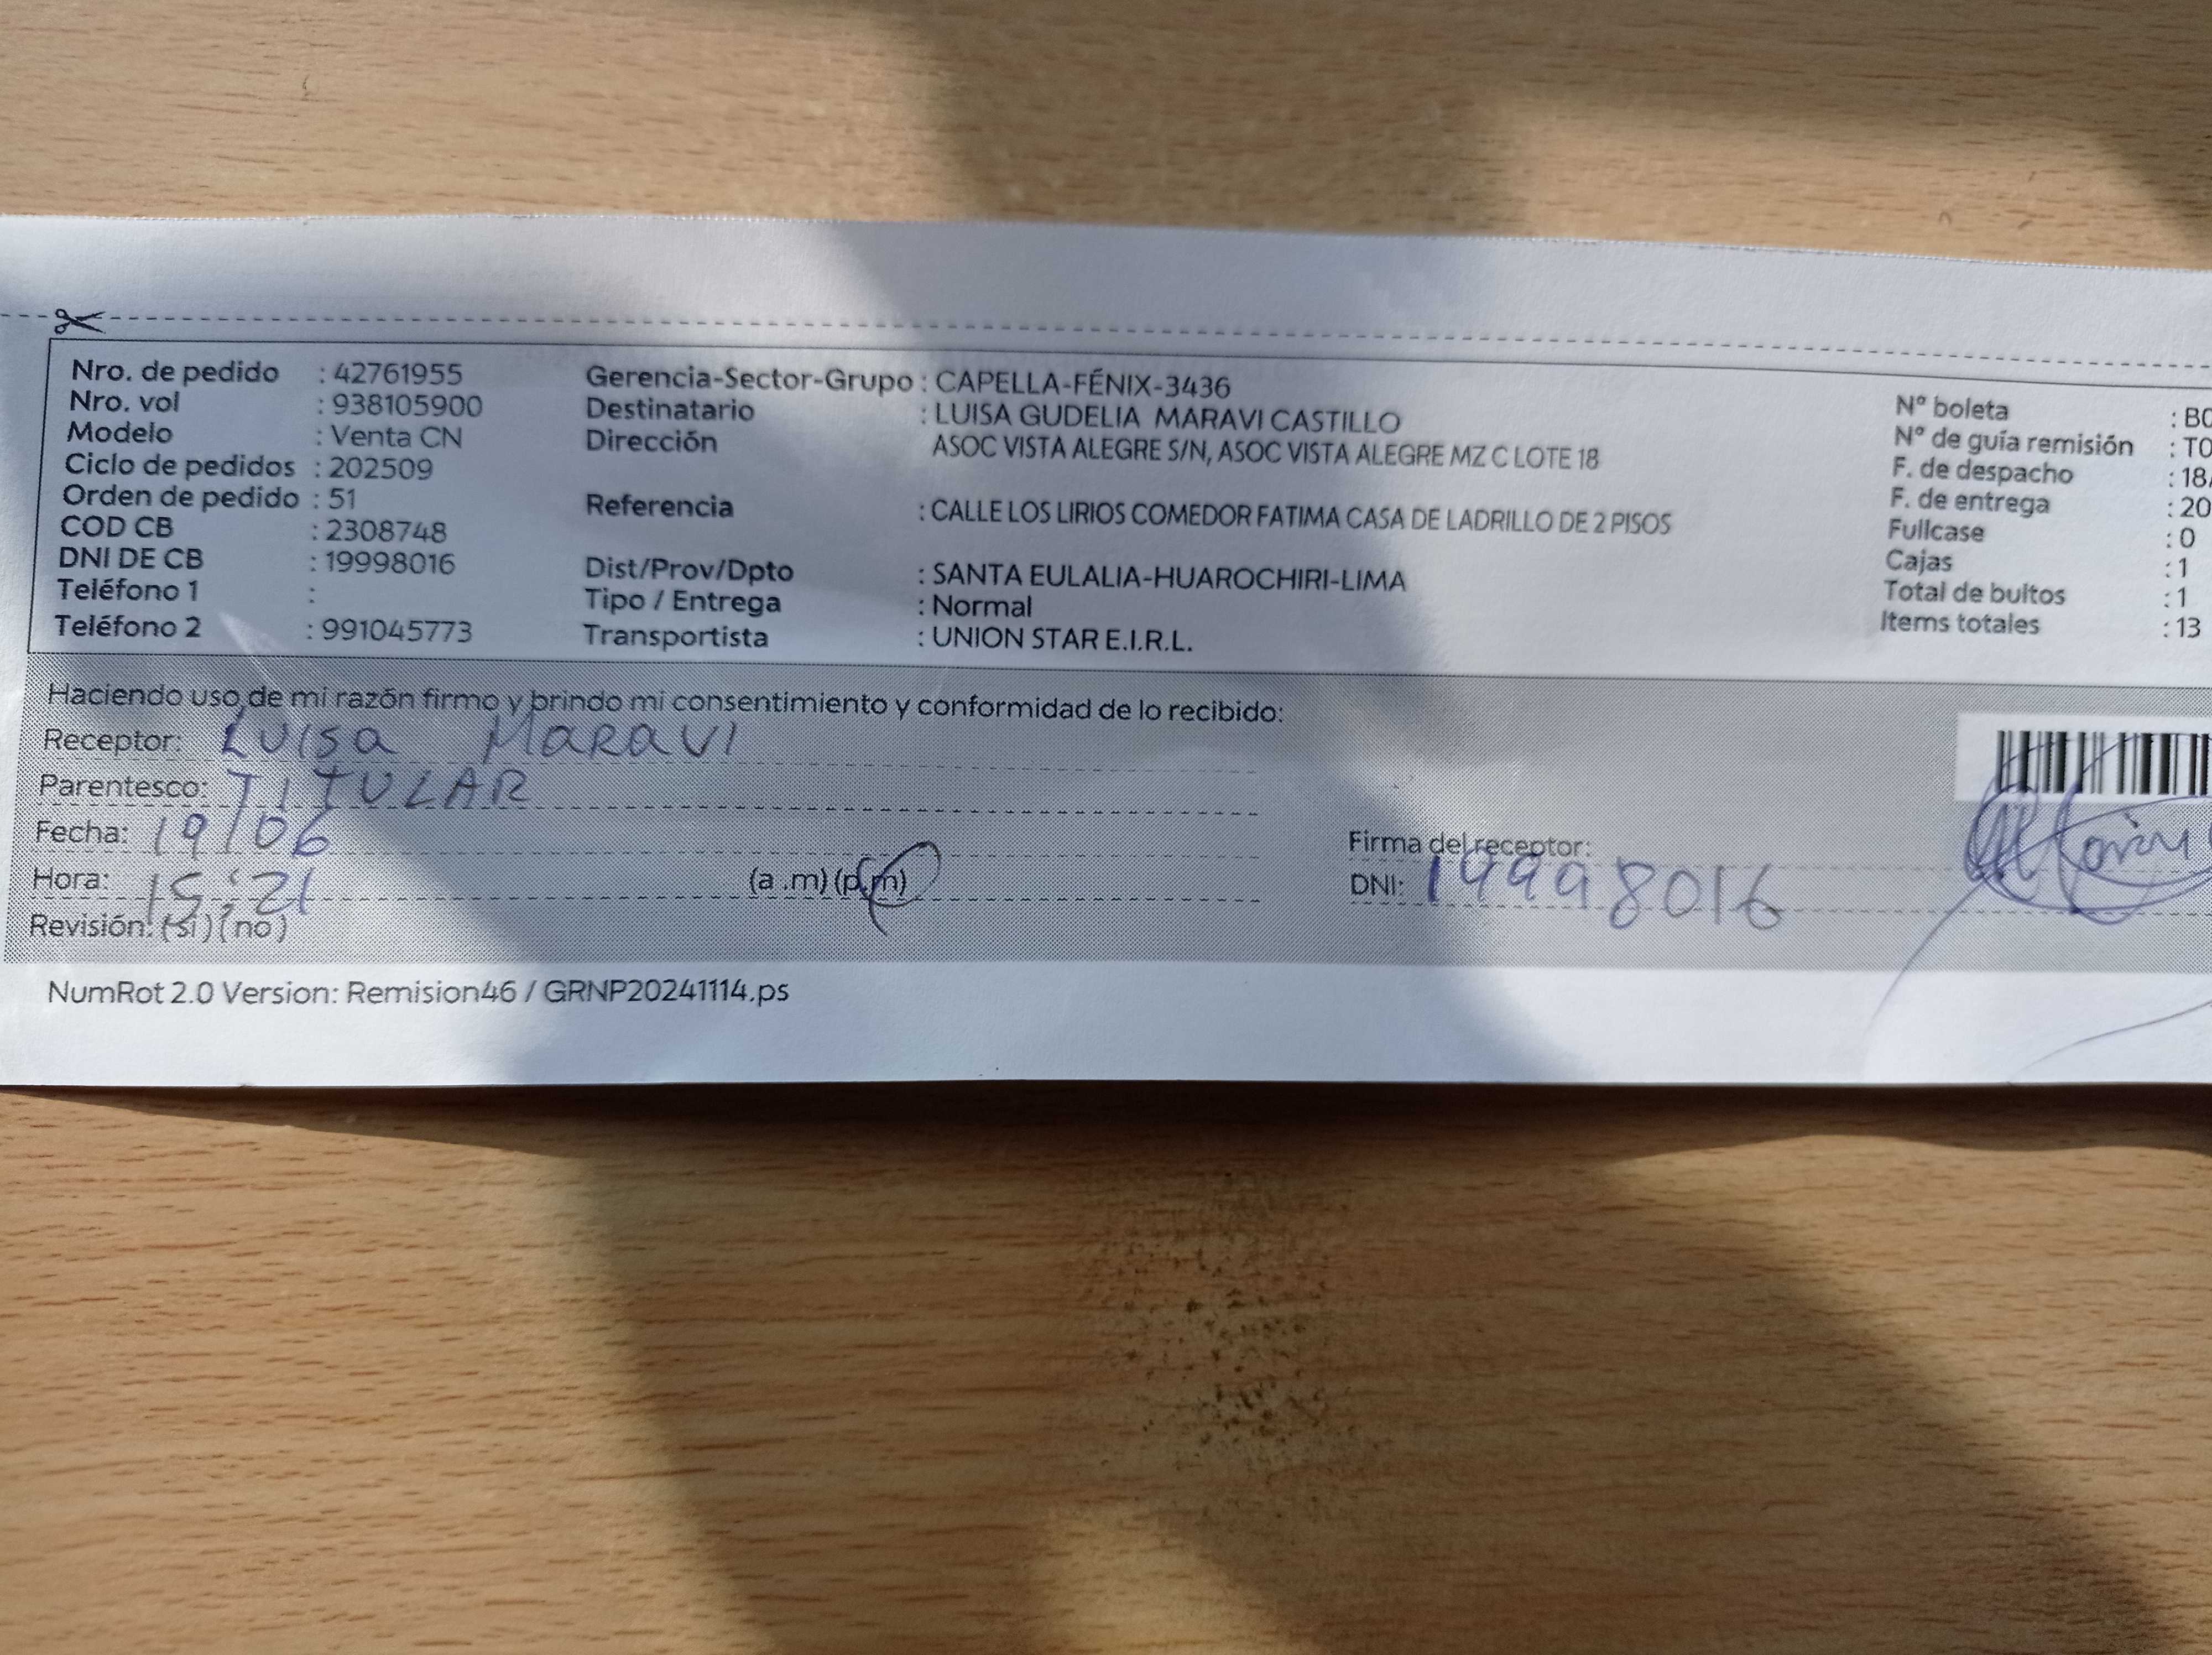 Nro. de pedido : 42761955
Nro. vol : 938105900
Modelo : Venta CN
Ciclo de pedidos : 202509
Orden de pedido : 51
COD CB : 2308748
DNI DE CB : 19998016
Teléfono 1 :
Teléfono 2 : 991045773
Gerencia-Sector-Grupo : CAPELLA-FÉNIX-3436
Destinatario : LUISA GUDELIA MARAVI CASTILLO
Dirección ASOC VISTA ALEGRE S/N, ASOC VISTA ALEGRE MZ C LOTE 18
Referencia : CALLE LOS LIRIOS COMEDOR FATIMA CASA DE LADRILLO DE 2 PISOS
Dist/Prov/Dpto : SANTA EULALIA-HUAROCHIRI-LIMA
Tipo / Entrega : Normal
Transportista : UNION STAR E.I.R.L.
N° boleta : B0
N° de guía remisión : T0
F. de despacho : 18
F. de entrega : 20
Fullcase : 0
Cajas : 1
Total de bultos : 1
Items totales : 13
Haciendo uso de mi razón firmo y brindo mi consentimiento y conformidad de lo recibido:
Receptor: LUISa MARAVI
Parentesco: TITULAR
Fecha: 19/06
Hora: 15:21 (a .m) (p.m)
Revisión: (si) (no)
Firma del receptor:
DNI: 19998016
NumRot 2.0 Version: Remision46 / GRNP20241114.ps